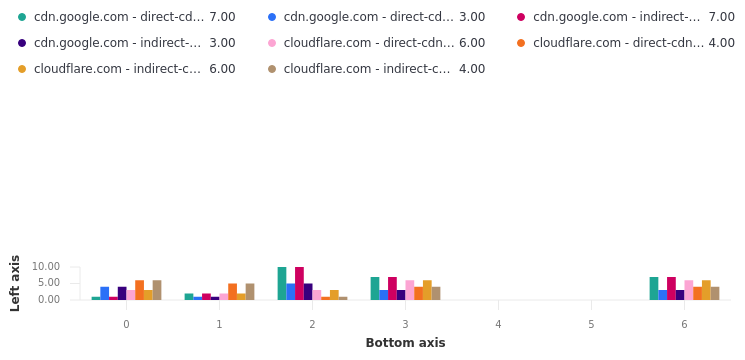 cdn.google.com - direct-cd… 7.00 cdn.google.com - direct-cd… 3.00 cdn.google.com - indirect-… 7.00
cdn.google.com - indirect-… 3.00 cloudflare.com - direct-cdn… 6.00 cloudflare.com - direct-cdn… 4.00
cloudflare.com - indirect-c… 6.00 cloudflare.com - indirect-c… 4.00
Left axis
10.00
5.00
0.00
0 1 2 3 4 5 6
Bottom axis